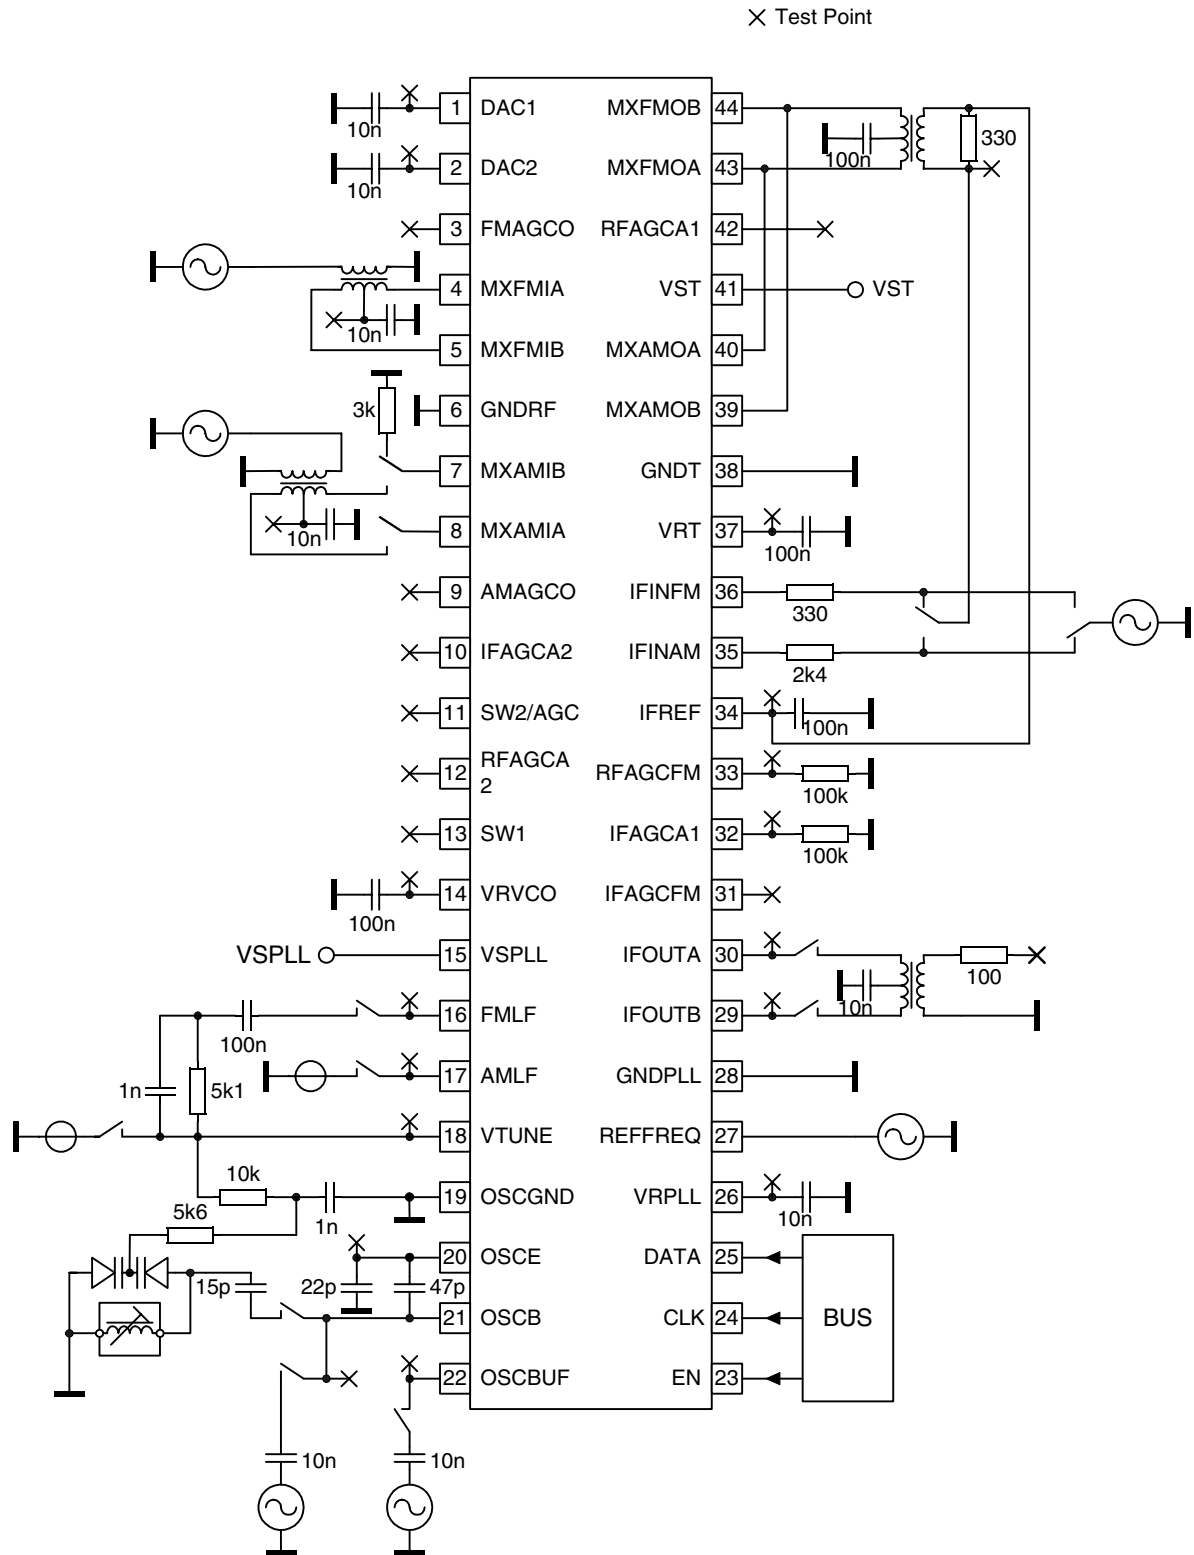 Test Point
1 DAC1 MXFMOB 44
10n 100n 330
2 DAC2 MXFMOA 43
10n
3 FMAGCO RFAGCA1 42
4 MXFMIA VST 41 VST
10n
5 MXFMIB MXAMOA 40
3k 6 GNDRF MXAMOB 39
7 MXAMIB GNDT 38
10n 8 MXAMIA VRT 37
100n
9 AMAGCO IFINFM 36
330
10 IFAGCA2 IFINAM 35
2k4
11 SW2/AGC IFREF 34
100n
12 RFAGCA RFAGCFM 33
2
100k
13 SW1 IFAGCA1 32
100k
14 VRVCO IFAGCFM 31
100n
VSPLL 15 VSPLL IFOUTA 30
100
10n
16 FMLF IFOUTB 29
100n
1n 5k1 17 AMLF GNDPLL 28
18 VTUNE REFFREQ 27
10k 19 OSCGND VRPLL 26
5k6 1n 10n
20 OSCE DATA 25
15p 22p 47p
21 OSCB CLK 24 BUS
22 OSCBUF EN 23
10n 10n